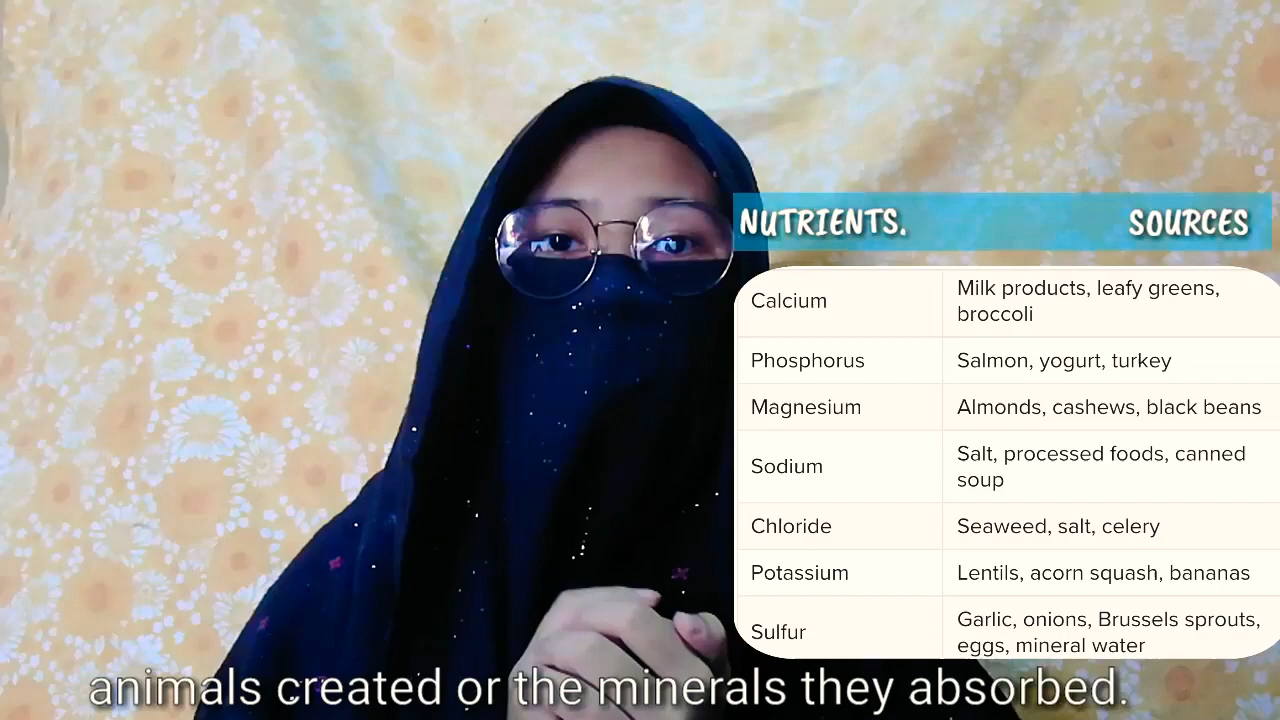 NUTRIENTS. SOURCES
Calcium Milk products, leafy greens,
broccoli
Phosphorus Salmon, yogurt, turkey
Magnesium Almonds, cashews, black beans
Sodium Salt, processed foods, canned
soup
Chloride Seaweed, salt, celery
Potassium Lentils, acorn squash, bananas
Sulfur Garlic, onions, Brussels sprouts,
eggs, mineral water
animals created or the minerals they absorbed.